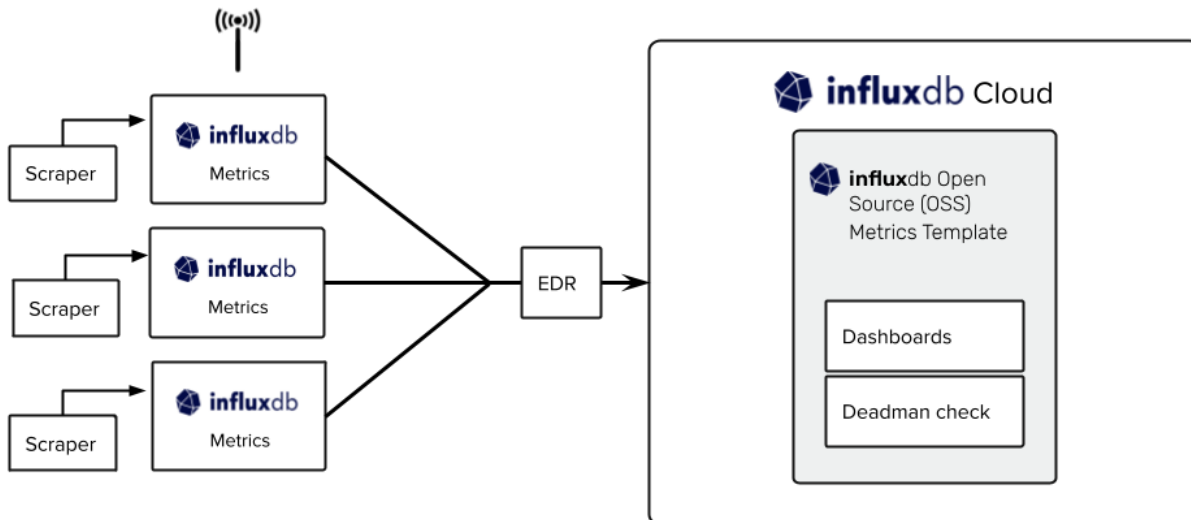 influxdb
Metrics
Scraper
influxdb
Metrics
Scraper
influxdb
Metrics
Scraper
EDR
influxdb Cloud
influxdb Open
Source (OSS)
Metrics Template
Dashboards
Deadman check